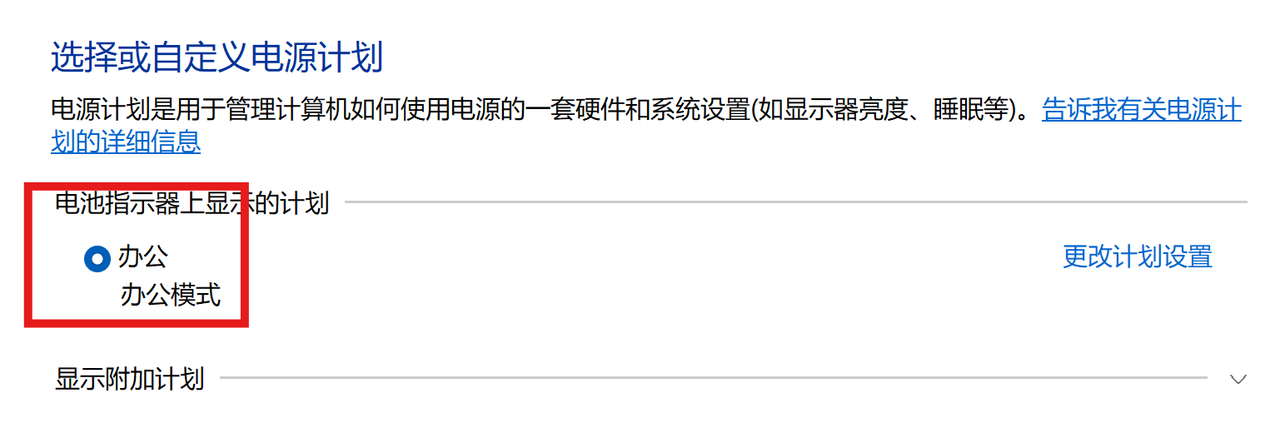 选择或自定义电源计划
电源计划是用于管理计算机如何使用电源的一套硬件和系统设置(如显示器亮度、睡眠等)。告诉我有关电源计
划的详细信息
电池指示器上显示的计划
办公
更改计划设置
办公模式
显示附加计划